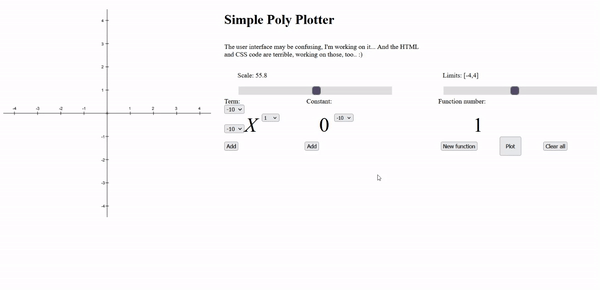 Simple Poly Plotter
The user interface may be confusing, I'm working on it... And the HTML
and CSS code are terrible, working on those, too.. :)
Scale: 55.8
Limits: [-4,4]
Term:
Constant:
Function number:
-10
-10 X 1
0 -10
1
Add
Add
New function
Plot
Clear all
4
3
2
1
-4 -3 -2 -1 1 2 3 4
-1
-2
-3
-4